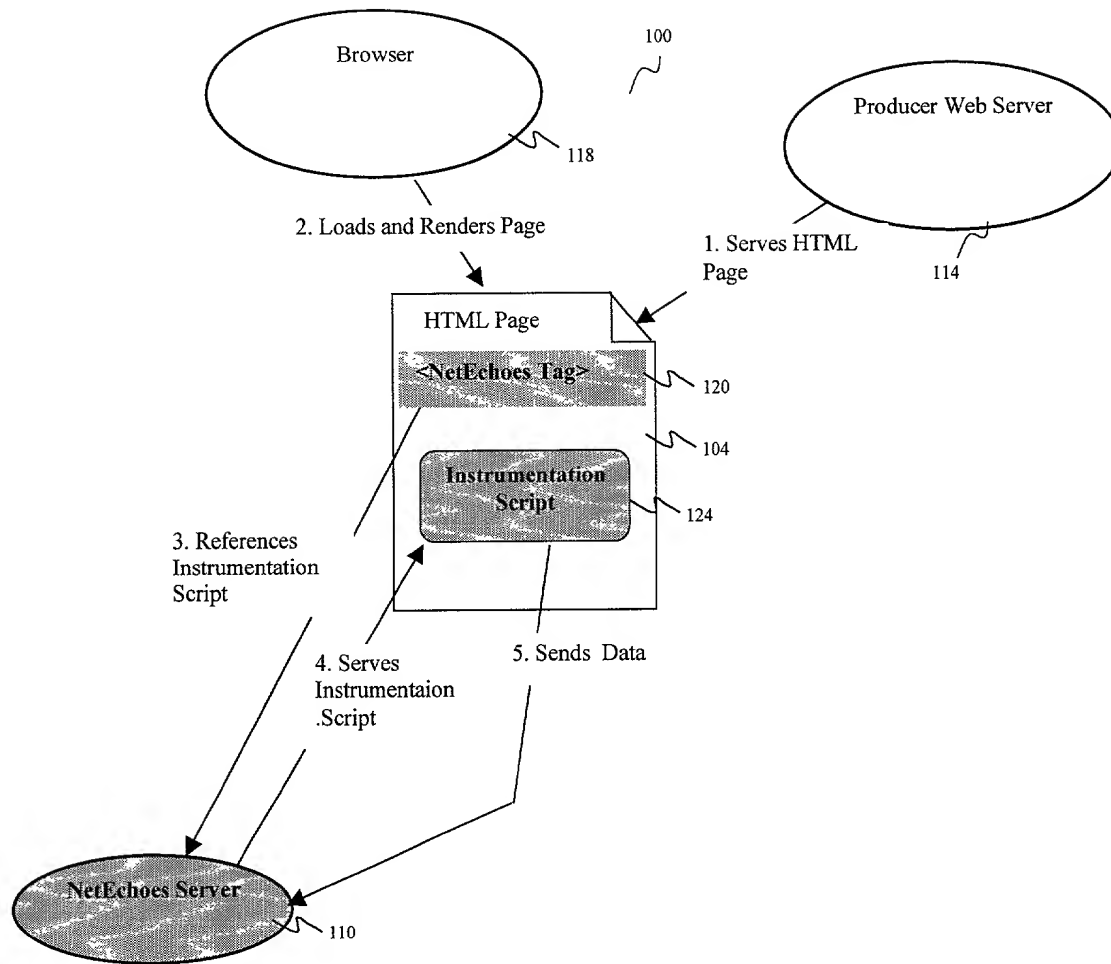 Browser
100
Producer Web Server
118
2. Loads and Renders Page
1. Serves HTML
Page
114
HTML Page
<NetEchoes Tag>
120
104
Instrumentation
Script
124
3. References
Instrumentation
Script
5. Sends Data
4. Serves
Instrumentaion
.Script
NetEchoes Server
110